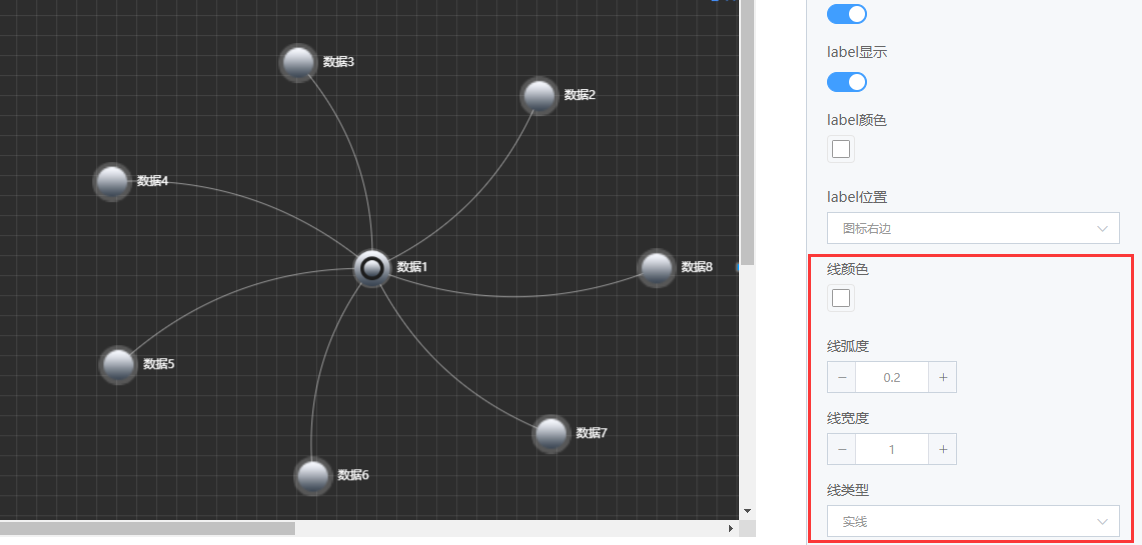 数据3
数据2
数据4
数据1
数据8
数据5
数据7
数据6
label显示
label颜色
label位置
图标右边
线颜色
线弧度
− 0.2 +
线宽度
− 1 +
线类型
实线